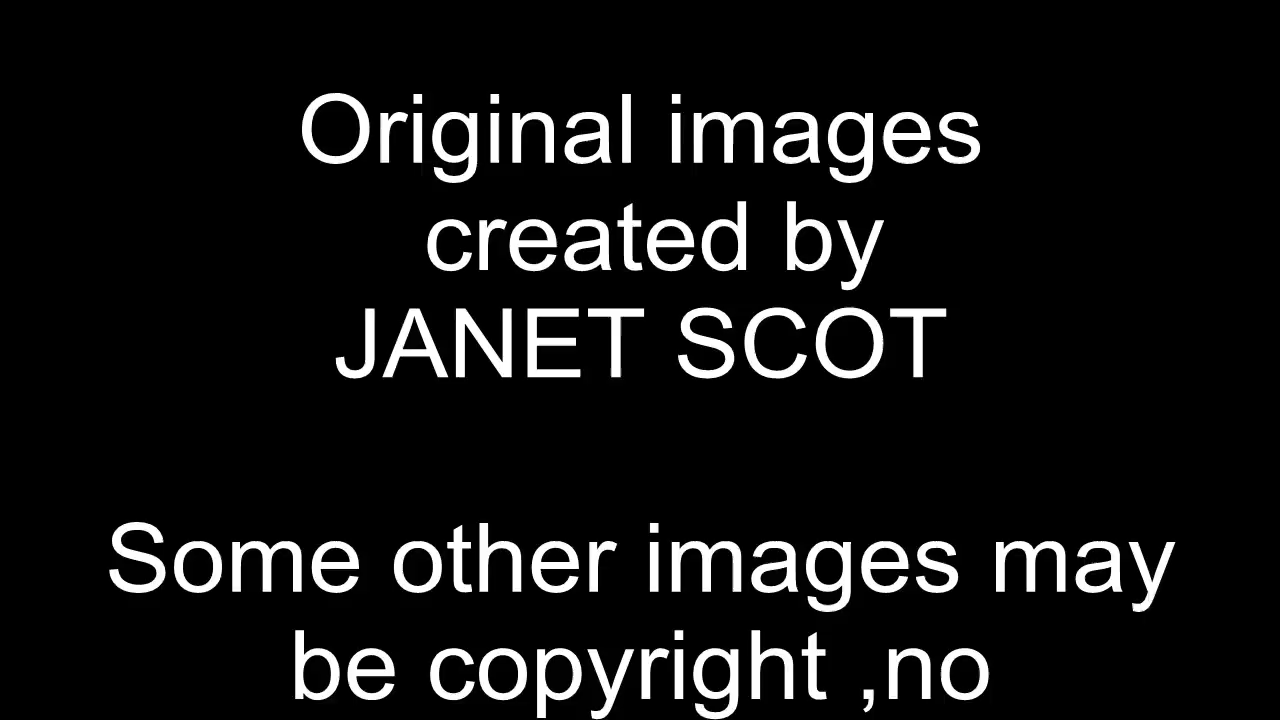 Original images
created by
JANET SCOT
Some other images may
be copyright ,no